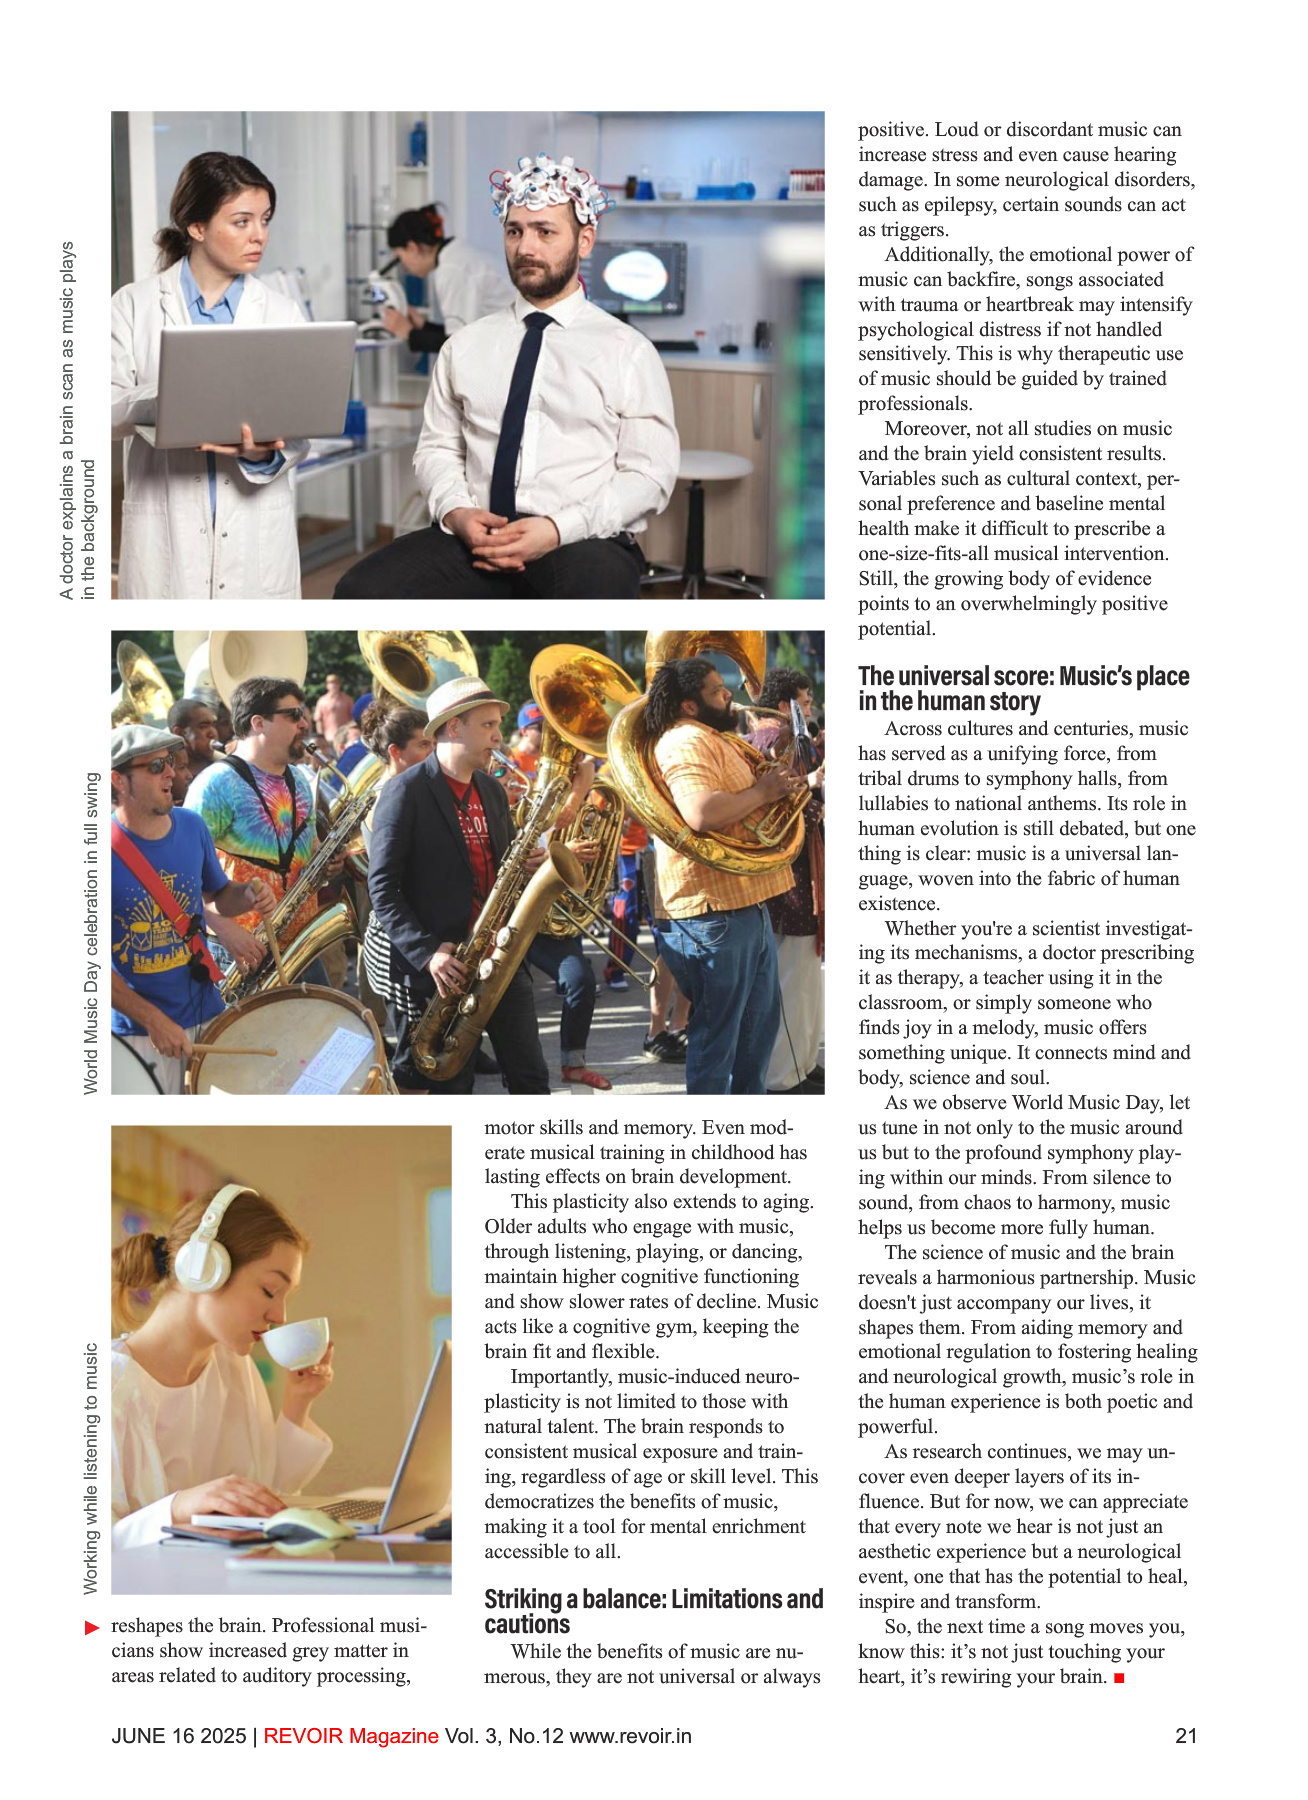 A doctor explains a brain scan as music plays
in the background
World Music Day celebration in full swing
Working while listening to music
▶ reshapes the brain. Professional musi-
cians show increased grey matter in
areas related to auditory processing,
motor skills and memory. Even mod-
erate musical training in childhood has
lasting effects on brain development.
This plasticity also extends to aging.
Older adults who engage with music,
through listening, playing, or dancing,
maintain higher cognitive functioning
and show slower rates of decline. Music
acts like a cognitive gym, keeping the
brain fit and flexible.
Importantly, music-induced neuro-
plasticity is not limited to those with
natural talent. The brain responds to
consistent musical exposure and train-
ing, regardless of age or skill level. This
democratizes the benefits of music,
making it a tool for mental enrichment
accessible to all.
Striking a balance: Limitations and
cautions
While the benefits of music are nu-
merous, they are not universal or always
positive. Loud or discordant music can
increase stress and even cause hearing
damage. In some neurological disorders,
such as epilepsy, certain sounds can act
as triggers.
Additionally, the emotional power of
music can backfire, songs associated
with trauma or heartbreak may intensify
psychological distress if not handled
sensitively. This is why therapeutic use
of music should be guided by trained
professionals.
Moreover, not all studies on music
and the brain yield consistent results.
Variables such as cultural context, per-
sonal preference and baseline mental
health make it difficult to prescribe a
one-size-fits-all musical intervention.
Still, the growing body of evidence
points to an overwhelmingly positive
potential.
The universal score: Music's place
in the human story
Across cultures and centuries, music
has served as a unifying force, from
tribal drums to symphony halls, from
lullabies to national anthems. Its role in
human evolution is still debated, but one
thing is clear: music is a universal lan-
guage, woven into the fabric of human
existence.
Whether you're a scientist investigat-
ing its mechanisms, a doctor prescribing
it as therapy, a teacher using it in the
classroom, or simply someone who
finds joy in a melody, music offers
something unique. It connects mind and
body, science and soul.
As we observe World Music Day, let
us tune in not only to the music around
us but to the profound symphony play-
ing within our minds. From silence to
sound, from chaos to harmony, music
helps us become more fully human.
The science of music and the brain
reveals a harmonious partnership. Music
doesn't just accompany our lives, it
shapes them. From aiding memory and
emotional regulation to fostering healing
and neurological growth, music’s role in
the human experience is both poetic and
powerful.
As research continues, we may un-
cover even deeper layers of its in-
fluence. But for now, we can appreciate
that every note we hear is not just an
aesthetic experience but a neurological
event, one that has the potential to heal,
inspire and transform.
So, the next time a song moves you,
know this: it’s not just touching your
heart, it’s rewiring your brain. ■
JUNE 16 2025 | REVOIR Magazine Vol. 3, No.12 www.revoir.in
21